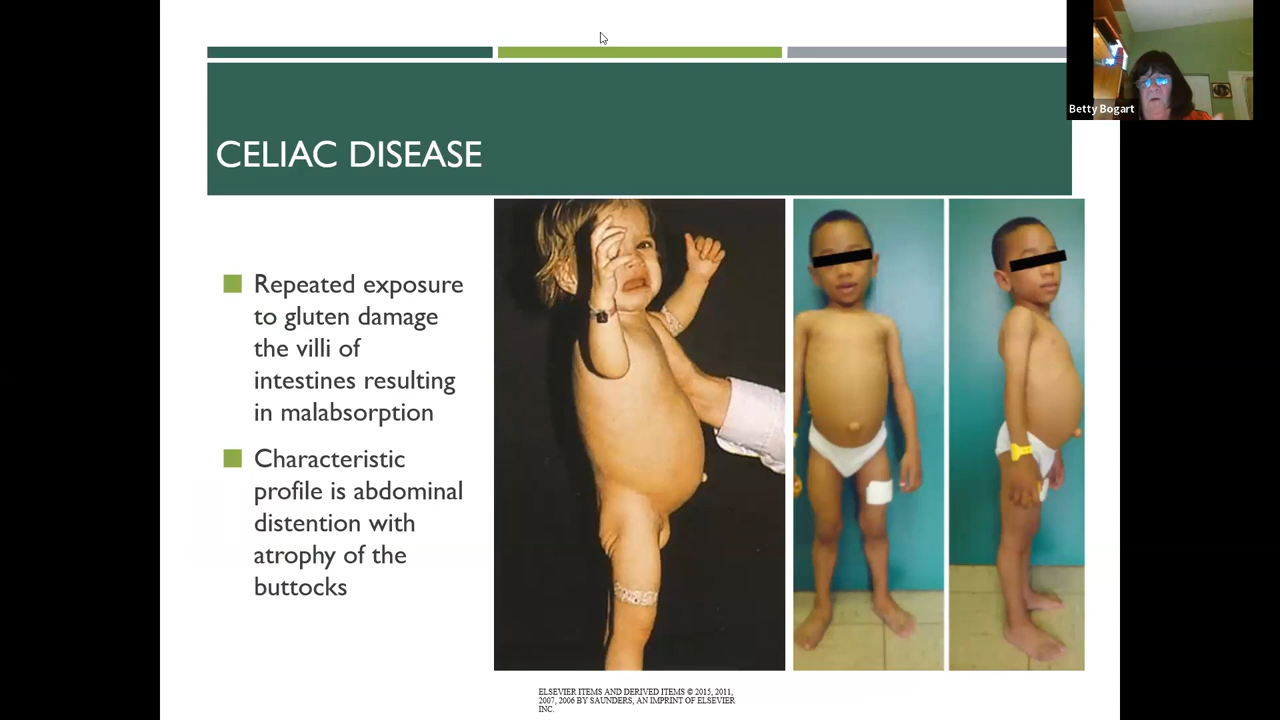 Betty Bogart
CELIAC DISEASE
Repeated exposure
to gluten damage
the villi of
intestines resulting
in malabsorption
Characteristic
profile is abdominal
distention with
atrophy of the
buttocks
ELSEVIER ITEMS AND DERIVED ITEMS © 2015, 2011,
2007, 2006 BY SAUNDERS, AN IMPRINT OF ELSEVIER
INC.